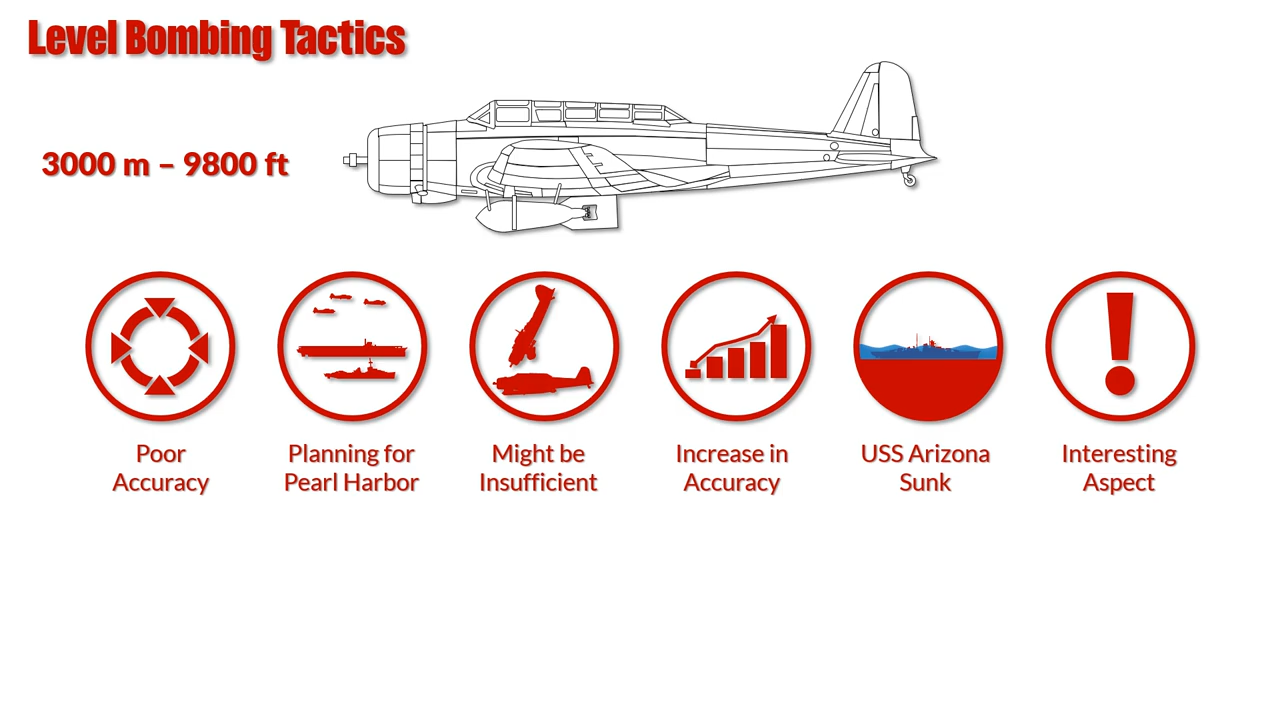 Level Bombing Tactics
3000 m – 9800 ft
Poor
Accuracy
Planning for
Pearl Harbor
Might be
Insufficient
Increase in
Accuracy
USS Arizona
Sunk
Interesting
Aspect